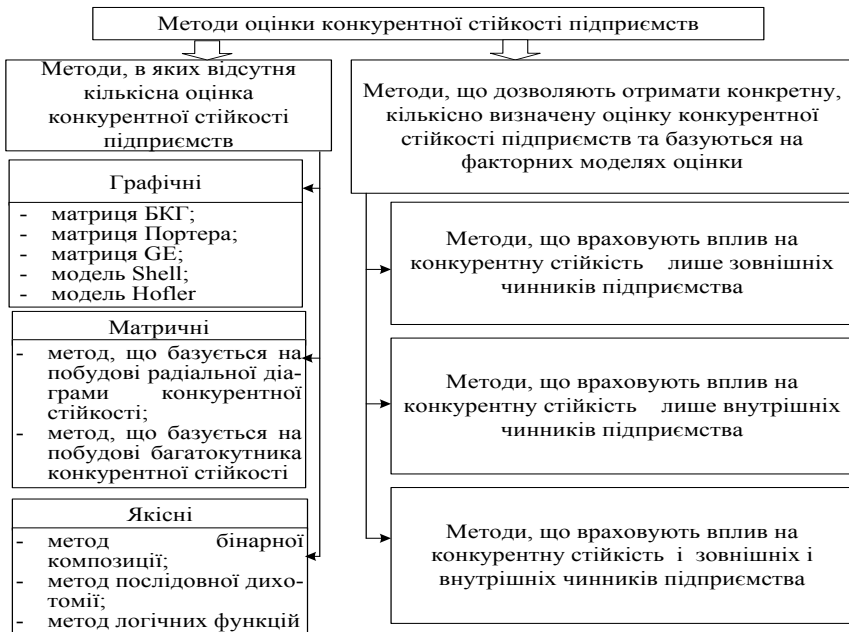 Методи оцінки конкурентної стійкості підприємств
Методи, в яких відсутня
кількісна оцінка
конкурентної стійкості
підприємств
Графічні
- матриця БКГ;
- матриця Портера;
- матриця GE;
- модель Shell;
- модель Hofler
Матричні
- метод, що базується на
побудові радіальної діа-
грами конкурентної
стійкості;
- метод, що базується на
побудові багатокутника
конкурентної стійкості
Якісні
- метод бінарної
композиції;
- метод послідовної дихо-
томії;
- метод логічних функцій
Методи, що дозволяють отримати конкретну,
кількісно визначену оцінку конкурентної
стійкості підприємств та базуються на
факторних моделях оцінки
Методи, що враховують вплив на
конкурентну стійкість лише зовнішніх
чинників підприємства
Методи, що враховують вплив на
конкурентну стійкість лише внутрішніх
чинників підприємства
Методи, що враховують вплив на
конкурентну стійкість і зовнішніх і
внутрішніх чинників підприємства